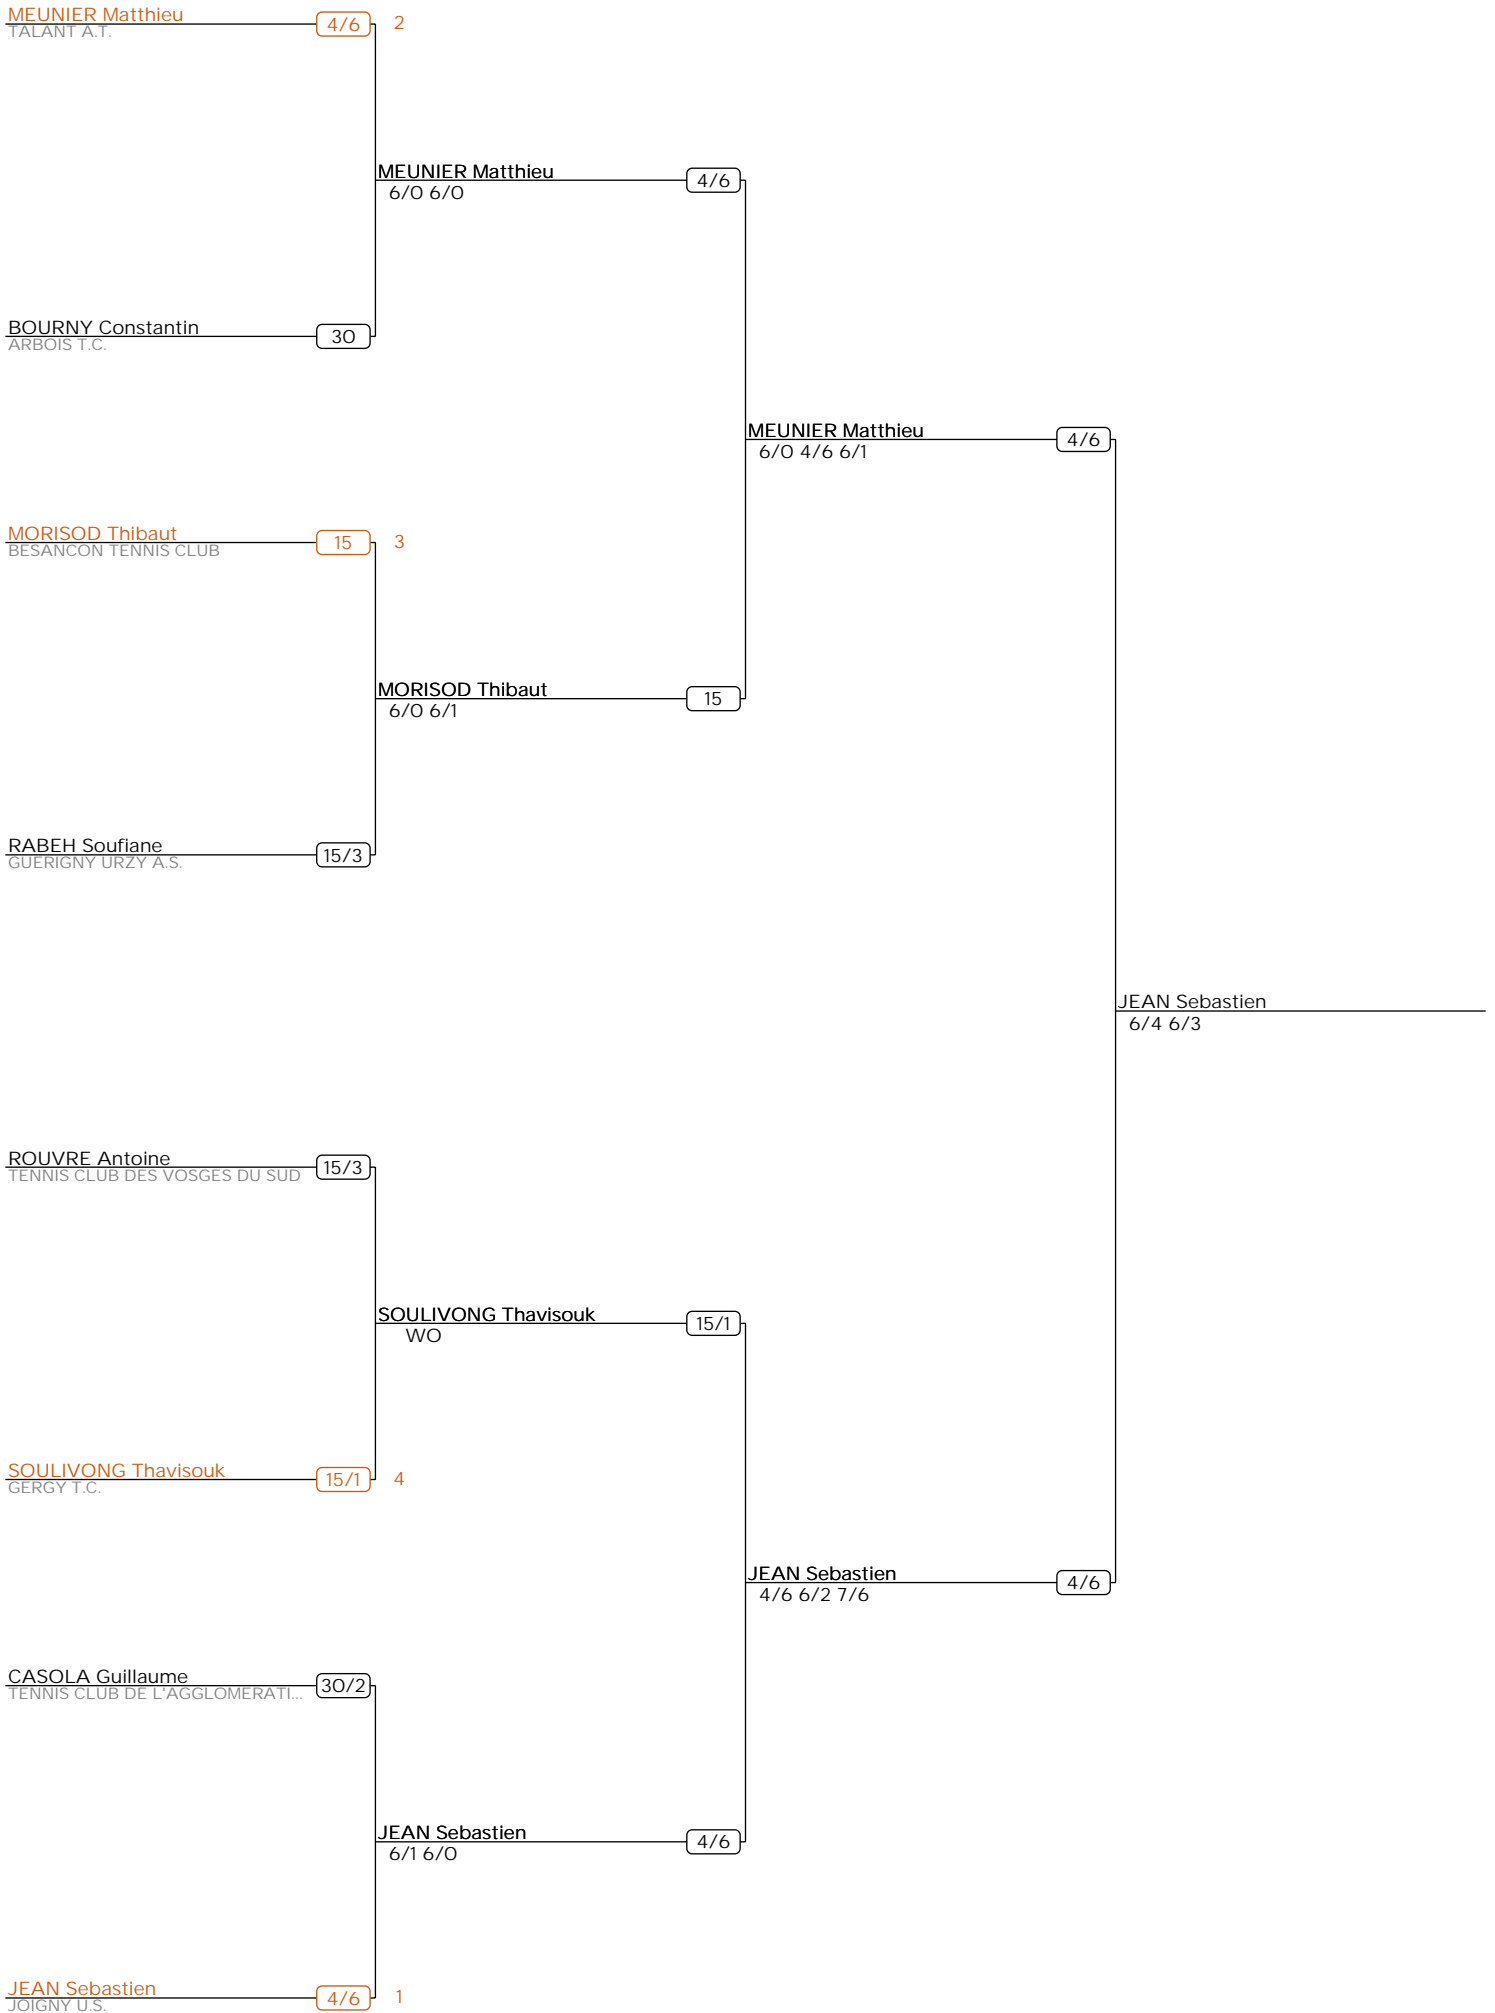 MEUNIER Matthieu
4/6
2
TALANT A.T.
MEUNIER Matthieu
4/6
6/0 6/0
BOURNY Constantin
30
ARBOIS T.C.
MEUNIER Matthieu
4/6
6/0 4/6 6/1
MORISOD Thibaut
15
3
BESANCON TENNIS CLUB
MORISOD Thibaut
15
6/0 6/1
RABEH Soufiane
15/3
GUERIGNY URZY A.S.
JEAN Sebastien
6/4 6/3
ROUVRE Antoine
15/3
TENNIS CLUB DES VOSGES DU SUD
SOULIVONG Thavisouk
15/1
WO
SOULIVONG Thavisouk
15/1
4
GERGY T.C.
JEAN Sebastien
4/6
4/6 6/2 7/6
CASOLA Guillaume
30/2
TENNIS CLUB DE L'AGGLOMERATI...
JEAN Sebastien
4/6
6/1 6/0
JEAN Sebastien
4/6
1
JOIGNY U.S.